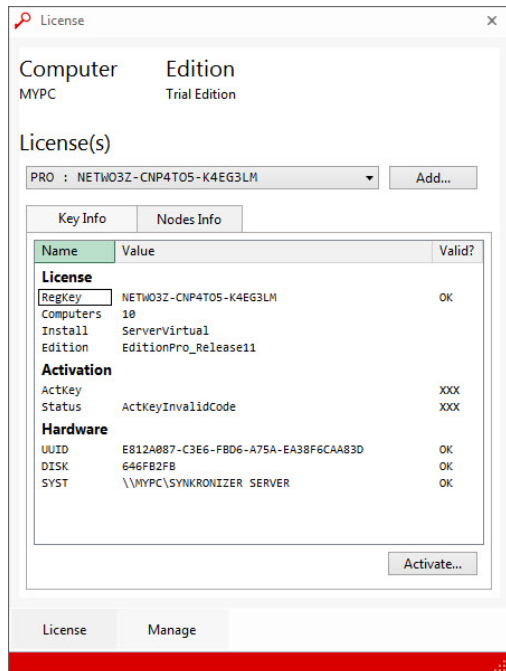 License
Computer Edition
MYPC Trial Edition
License(s)
PRO : NETWO3Z-CNP4TO5-K4EG3LM Add...
Key Info Nodes Info
Name Value Valid?
License
RegKey NETWO3Z-CNP4TO5-K4EG3LM OK
Computers 10
Install ServerVirtual
Edition EditionPro_Release11
Activation
ActKey XXX
Status ActKeyInvalidCode XXX
Hardware
UUID E812A087-C3E6-FBD6-A75A-EA38F6CAA83D OK
DISK 646FB2FB OK
SYST \\MYPC\SYNKRONIZER SERVER OK
Activate...
License Manage